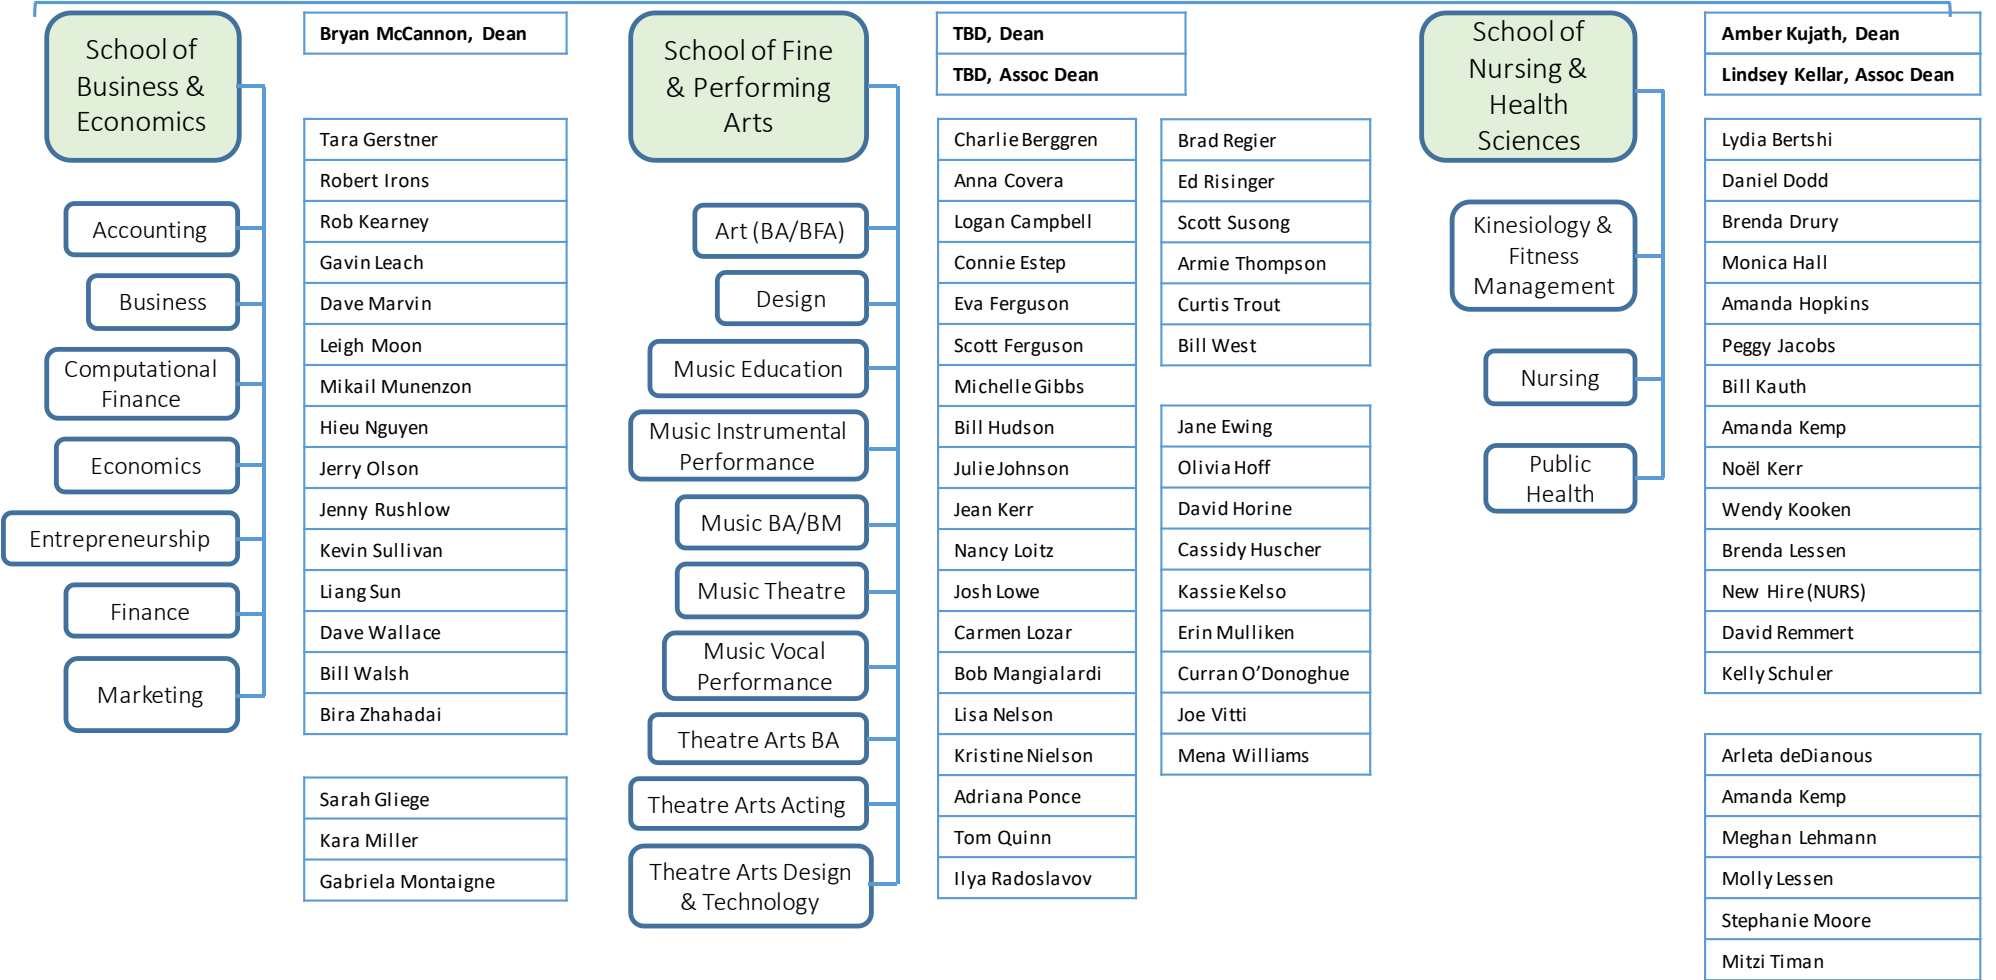 School of
Business &
Economics
Accounting
Business
Computational
Finance
Economics
Entrepreneurship
Finance
Marketing
Bryan McCannon, Dean
Tara Gerstner
Robert Irons
Rob Kearney
Gavin Leach
Dave Marvin
Leigh Moon
Mikail Munenzon
Hieu Nguyen
Jerry Olson
Jenny Rushlow
Kevin Sullivan
Liang Sun
Dave Wallace
Bill Walsh
Bira Zhahadai
Sarah Gliege
Kara Miller
Gabriela Montaigne
School of Fine
& Performing
Arts
Art (BA/BFA)
Design
Music Education
Music Instrumental
Performance
Music BA/BM
Music Theatre
Music Vocal
Performance
Theatre Arts BA
Theatre Arts Acting
Theatre Arts Design
& Technology
TBD, Dean
TBD, Assoc Dean
Charlie Berggren
Anna Covera
Logan Campbell
Connie Estep
Eva Ferguson
Scott Ferguson
Michelle Gibbs
Bill Hudson
Julie Johnson
Jean Kerr
Nancy Loitz
Josh Lowe
Carmen Lozar
Bob Mangialardi
Lisa Nelson
Kristine Nielson
Adriana Ponce
Tom Quinn
Ilya Radoslavov
Brad Regier
Ed Risinger
Scott Susong
Armie Thompson
Curtis Trout
Bill West
Jane Ewing
Olivia Hoff
David Horine
Cassidy Huscher
Kassie Kelso
Erin Mulliken
Curran O’Donoghue
Joe Vitti
Mena Williams
School of
Nursing &
Health
Sciences
Kinesiology &
Fitness
Management
Nursing
Public
Health
Amber Kujath, Dean
Lindsey Kellar, Assoc Dean
Lydia Bertshi
Daniel Dodd
Brenda Drury
Monica Hall
Amanda Hopkins
Peggy Jacobs
Bill Kauth
Amanda Kemp
Noël Kerr
Wendy Kooken
Brenda Lessen
New Hire (NURS)
David Remmert
Kelly Schuler
Arleta deDianous
Amanda Kemp
Meghan Lehmann
Molly Lessen
Stephanie Moore
Mitzi Timan